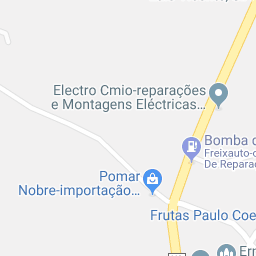 Electro Cmio-reparações
e Montagens Eléctricas...
Bomba
Freixauto-
De Repara
Pomar
Nobre-importação...
Frutas Paulo Coe